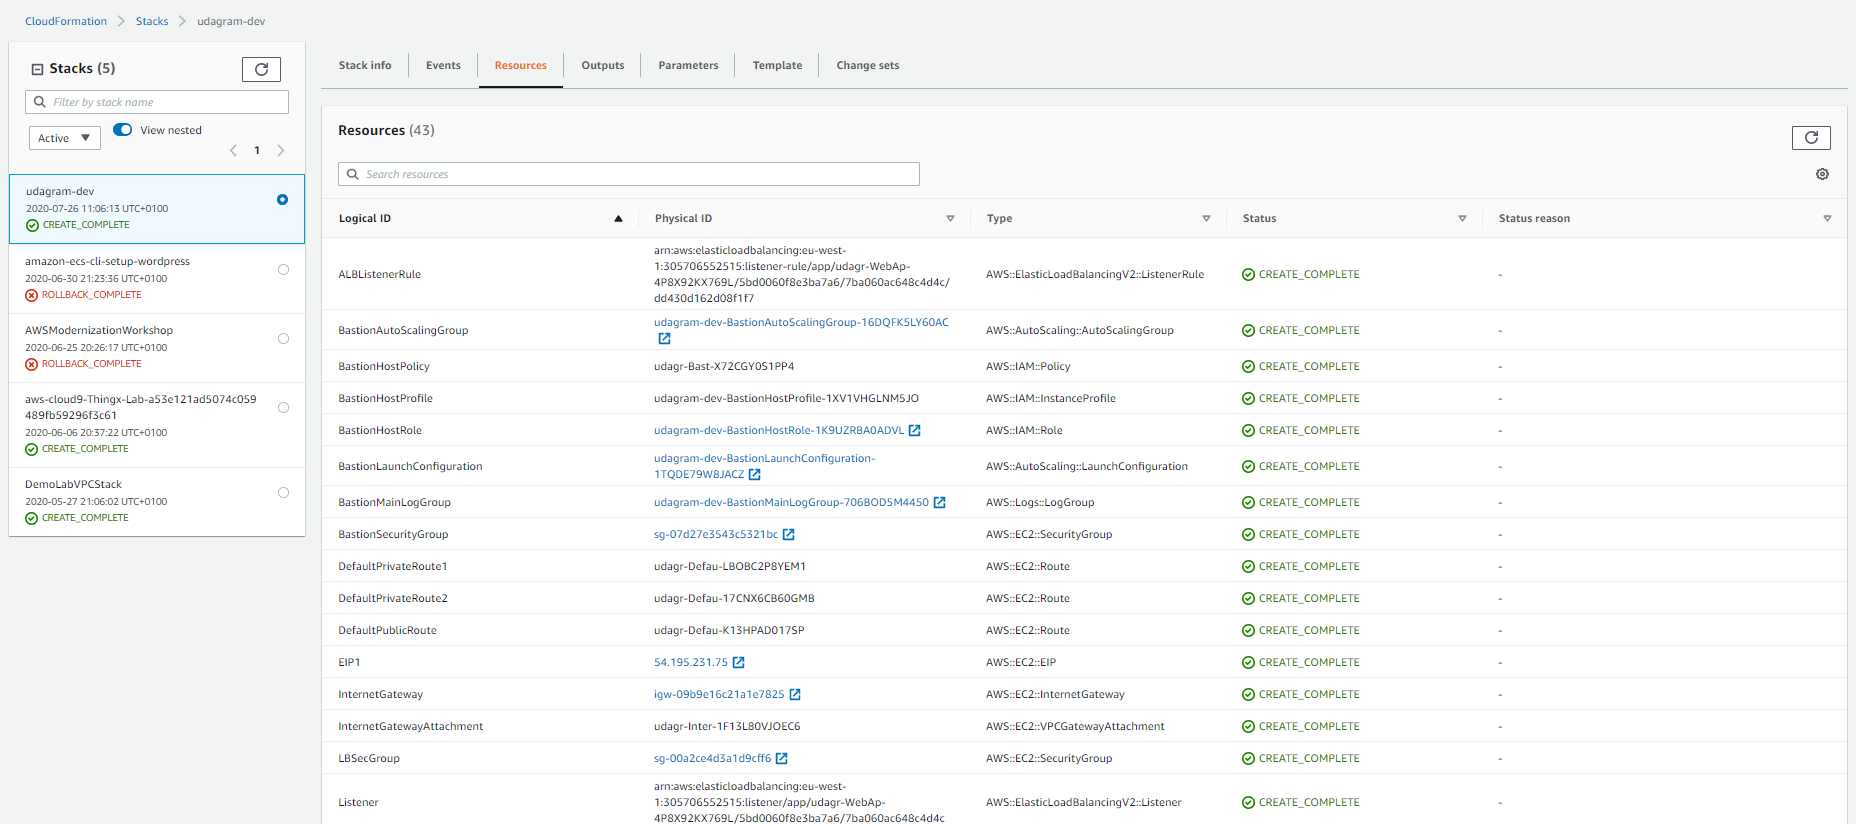 CloudFormation > Stacks > udagram-dev
Stacks (5)
Filter by stack name
Active
View nested
1
udagram-dev
2020-07-26 11:06:13 UTC+0100
CREATE_COMPLETE
amazon-ecs-cli-setup-wordpress
2020-06-30 21:23:36 UTC+0100
ROLLBACK_COMPLETE
AWSModernizationWorkshop
2020-06-25 20:26:17 UTC+0100
ROLLBACK_COMPLETE
aws-cloud9-Thingx-Lab-a53e121ad5074c059
489fb59296f3c61
2020-06-06 20:37:22 UTC+0100
CREATE_COMPLETE
DemoLabVPCStack
2020-05-27 21:06:02 UTC+0100
CREATE_COMPLETE
Stack info Events Resources Outputs Parameters Template Change sets
Resources (43)
Search resources
Logical ID Physical ID Type Status Status reason
ALBListenerRule
arn:aws:elasticloadbalancing:eu-west-
1:305706552515:listener-rule/app/udagr-WebAp-
4P8X92KX769L/5bd0060f8e3ba7a6/7ba060ac648c4d4c/
dd430d162d08f1f7
AWS::ElasticLoadBalancingV2::ListenerRule CREATE_COMPLETE -
BastionAutoScalingGroup udagram-dev-BastionAutoScalingGroup-16DQFK5LY60AC AWS::AutoScaling::AutoScalingGroup CREATE_COMPLETE -
BastionHostPolicy udagr-Bast-X72CGY0S1PP4 AWS::IAM::Policy CREATE_COMPLETE -
BastionHostProfile udagram-dev-BastionHostProfile-1XV1VHGLNM5JO AWS::IAM::InstanceProfile CREATE_COMPLETE -
BastionHostRole udagram-dev-BastionHostRole-1K9UZRBA0ADVL AWS::IAM::Role CREATE_COMPLETE -
BastionLaunchConfiguration
udagram-dev-BastionLaunchConfiguration-
1TQDE79W8JACZ
AWS::AutoScaling::LaunchConfiguration CREATE_COMPLETE -
BastionMainLogGroup udagram-dev-BastionMainLogGroup-706BOD5M4450 AWS::Logs::LogGroup CREATE_COMPLETE -
BastionSecurityGroup sg-07d27e3543c5321bc AWS::EC2::SecurityGroup CREATE_COMPLETE -
DefaultPrivateRoute1 udagr-Defau-LBOBC2P8YEM1 AWS::EC2::Route CREATE_COMPLETE -
DefaultPrivateRoute2 udagr-Defau-17CNX6CB60GMB AWS::EC2::Route CREATE_COMPLETE -
DefaultPublicRoute udagr-Defau-K13HPAD017SP AWS::EC2::Route CREATE_COMPLETE -
EIP1 54.195.231.75 AWS::EC2::EIP CREATE_COMPLETE -
InternetGateway igw-09b9e16c21a1e7825 AWS::EC2::InternetGateway CREATE_COMPLETE -
InternetGatewayAttachment udagr-Inter-1F13L80VJOEC6 AWS::EC2::VPCGatewayAttachment CREATE_COMPLETE -
LBSecGroup sg-00a2ce4d3a1d9cff6 AWS::EC2::SecurityGroup CREATE_COMPLETE -
Listener
arn:aws:elasticloadbalancing:eu-west-
1:305706552515:listener/app/udagr-WebAp-
4P8X92KX769L/5bd0060f8e3ba7a6/7ba060ac648c4d4c
AWS::ElasticLoadBalancingV2::Listener CREATE_COMPLETE -